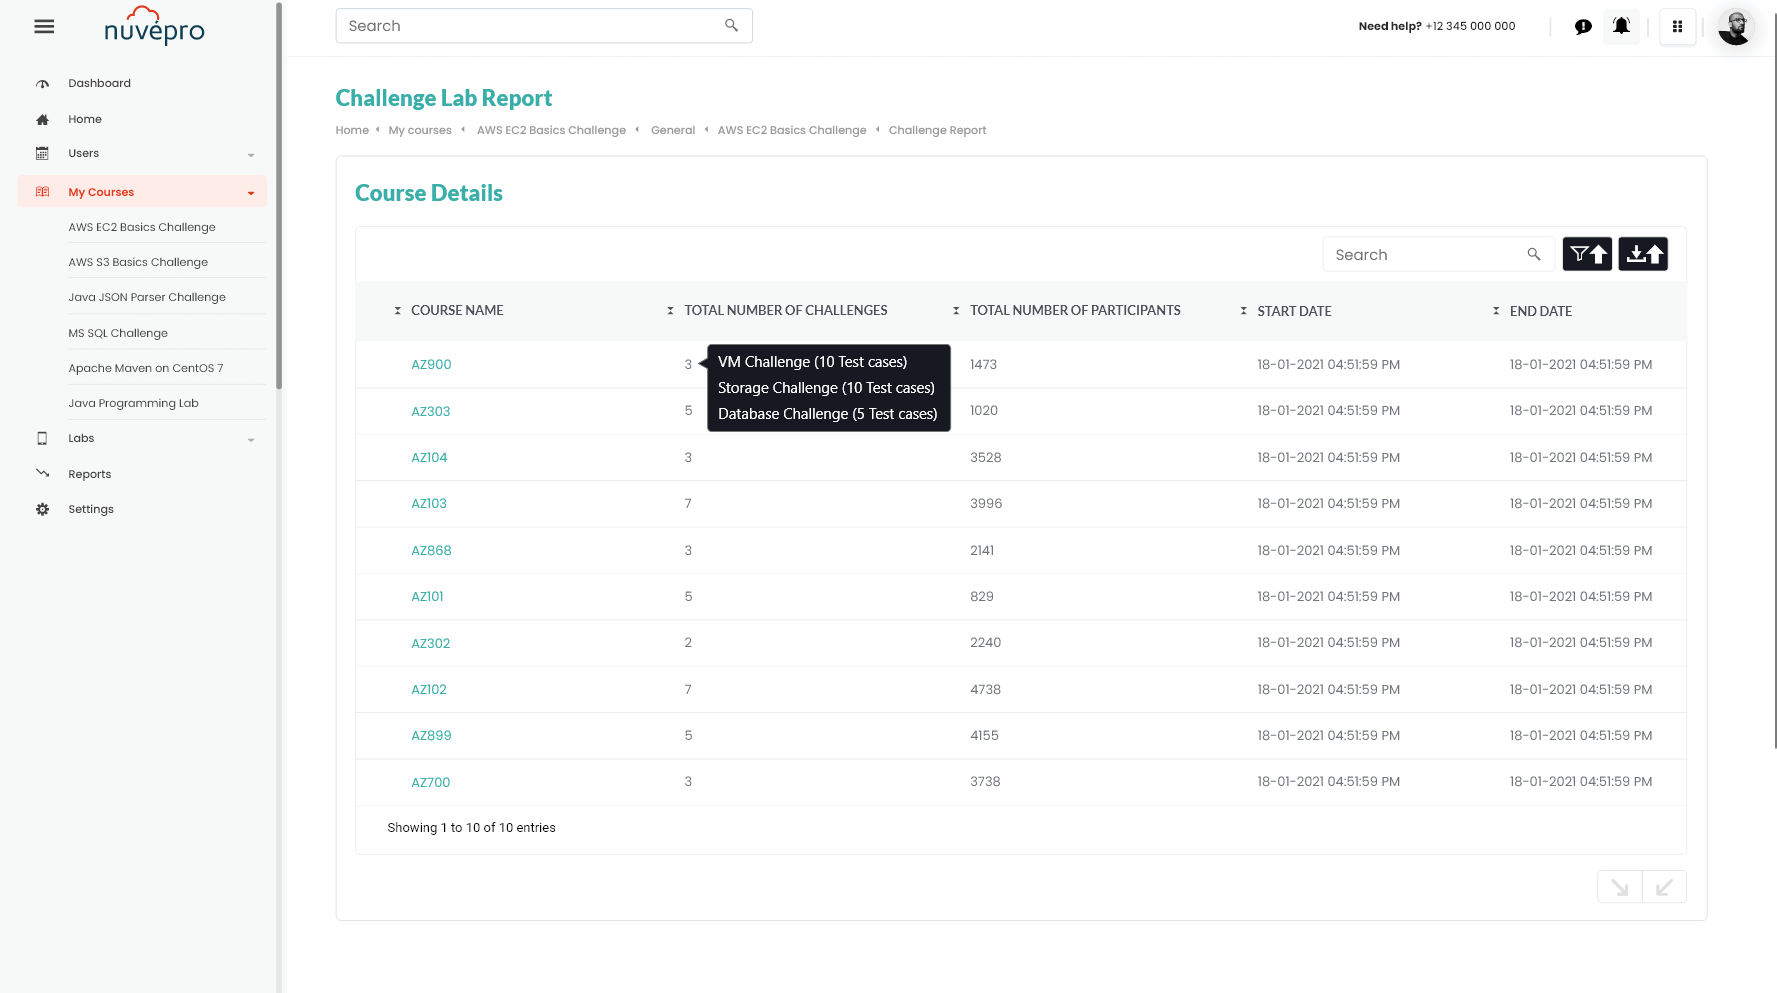 nuvepro
Search
Need help? +12 345 000 000
Dashboard
Home
Users
My Courses
AWS EC2 Basics Challenge
AWS S3 Basics Challenge
Java JSON Parser Challenge
MS SQL Challenge
Apache Maven on CentOS 7
Java Programming Lab
Labs
Reports
Settings
Challenge Lab Report
Home My courses AWS EC2 Basics Challenge General AWS EC2 Basics Challenge Challenge Report
Course Details
Search
COURSE NAME TOTAL NUMBER OF CHALLENGES TOTAL NUMBER OF PARTICIPANTS START DATE END DATE
AZ900 3 1473 18-01-2021 04:51:59 PM 18-01-2021 04:51:59 PM
VM Challenge (10 Test cases)
Storage Challenge (10 Test cases)
Database Challenge (5 Test cases)
AZ303 5 1020 18-01-2021 04:51:59 PM 18-01-2021 04:51:59 PM
AZ104 3 3528 18-01-2021 04:51:59 PM 18-01-2021 04:51:59 PM
AZ103 7 3996 18-01-2021 04:51:59 PM 18-01-2021 04:51:59 PM
AZ868 3 2141 18-01-2021 04:51:59 PM 18-01-2021 04:51:59 PM
AZ101 5 829 18-01-2021 04:51:59 PM 18-01-2021 04:51:59 PM
AZ302 2 2240 18-01-2021 04:51:59 PM 18-01-2021 04:51:59 PM
AZ102 7 4738 18-01-2021 04:51:59 PM 18-01-2021 04:51:59 PM
AZ899 5 4155 18-01-2021 04:51:59 PM 18-01-2021 04:51:59 PM
AZ700 3 3738 18-01-2021 04:51:59 PM 18-01-2021 04:51:59 PM
Showing 1 to 10 of 10 entries